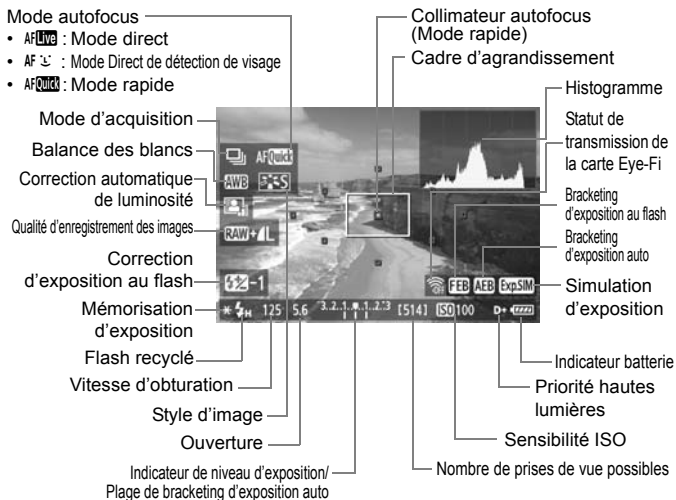 Mode autofocus
• AF Live : Mode direct
• AF : Mode Direct de détection de visage
• AF Quick : Mode rapide
Mode d'acquisition
Balance des blancs
Correction automatique
de luminosité
Qualité d'enregistrement des images
Correction
d'exposition au flash
Mémorisation
d'exposition
Flash recyclé
Vitesse d'obturation
Style d'image
Ouverture
Indicateur de niveau d'exposition/
Plage de bracketing d'exposition auto
Collimateur autofocus
(Mode rapide)
Cadre d'agrandissement
Histogramme
Statut de
transmission de
la carte Eye-Fi
Bracketing
d'exposition au flash
Bracketing
d'exposition auto
Simulation
d'exposition
Indicateur batterie
Priorité hautes
lumières
Sensibilité ISO
Nombre de prises de vue possibles
AF Quick
AWB S
RAW+ L
-1
FEB AEB Exp.SIM
* H 125 5.6 3..2..1..1..2..3 [514] ISO 100 D+